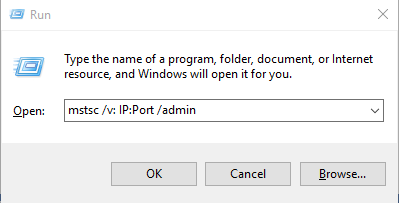 Run
Type the name of a program, folder, document, or Internet
resource, and Windows will open it for you.
Open: mstsc /v: IP:Port /admin
OK Cancel Browse...